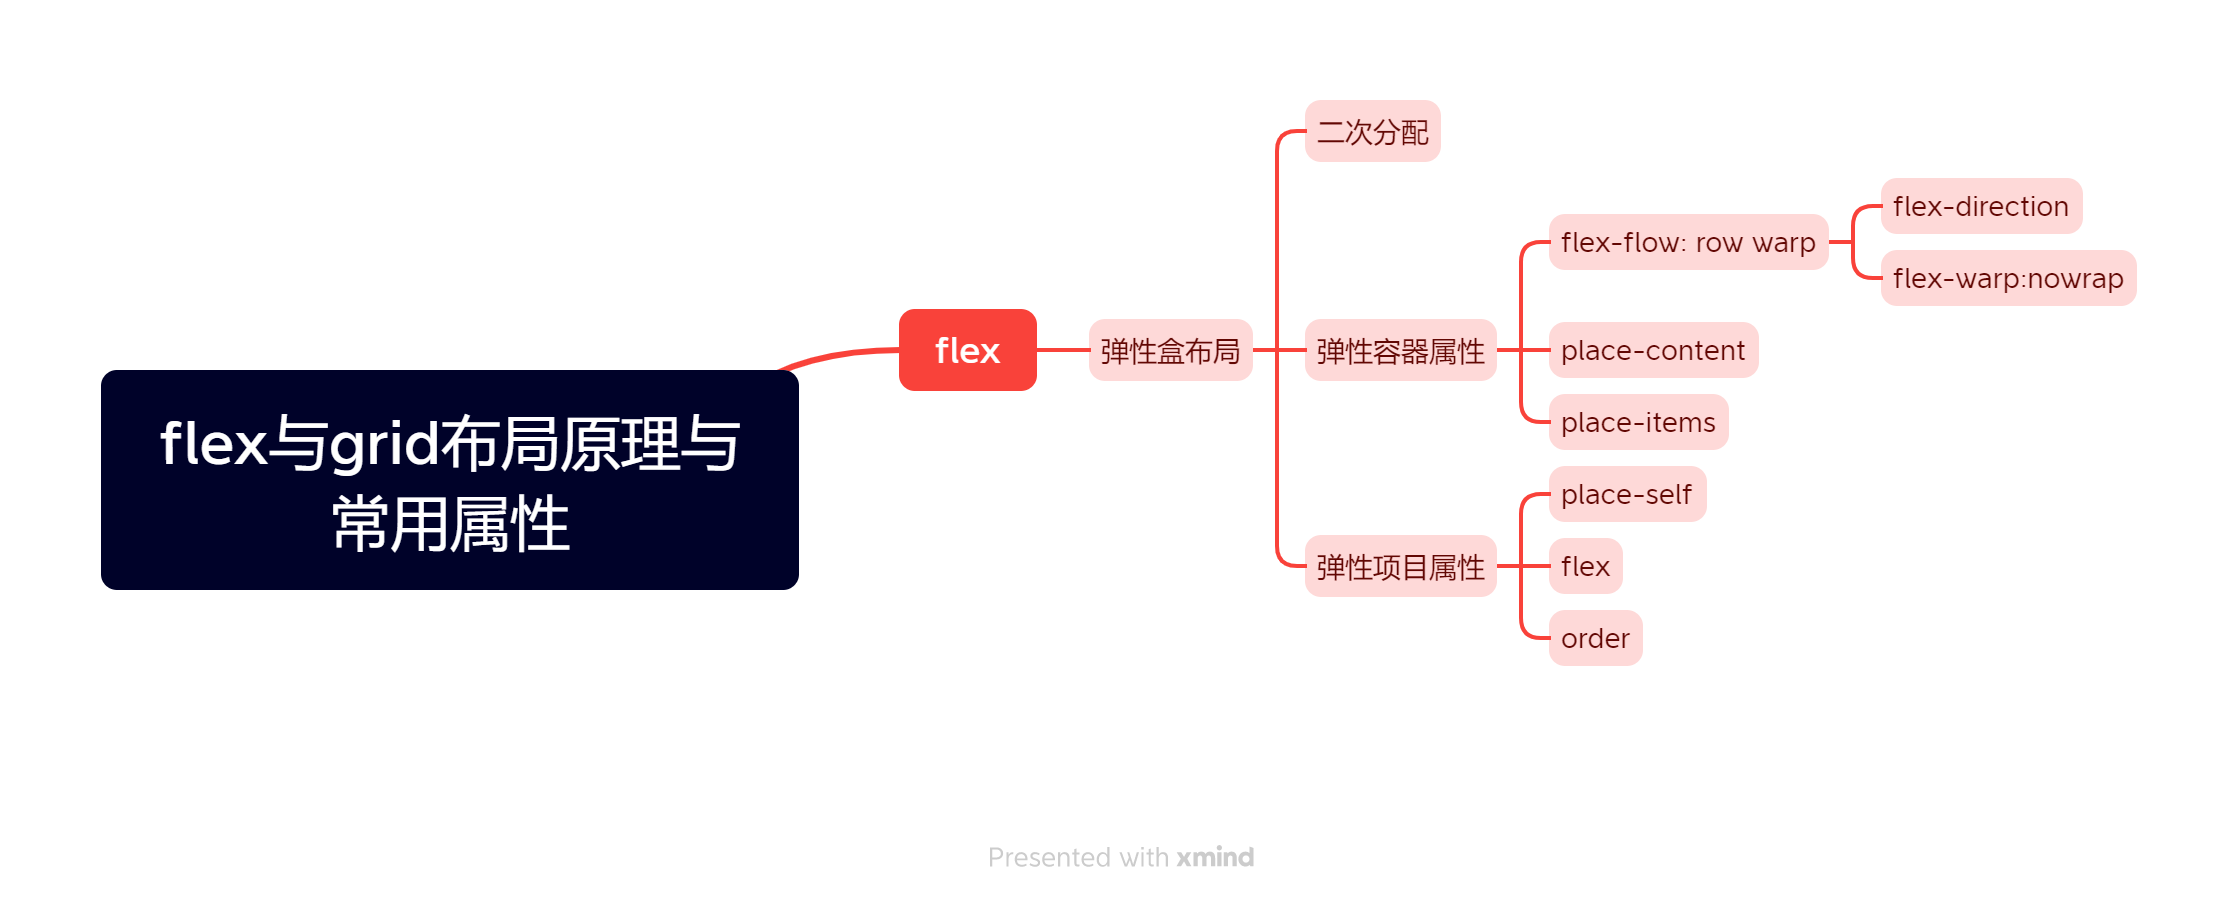 flex与grid布局原理与
常用属性
flex
弹性盒布局
二次分配
弹性容器属性
flex-flow: row warp
flex-direction
flex-warp:nowrap
place-content
place-items
弹性项目属性
place-self
flex
order
Presented with xmind